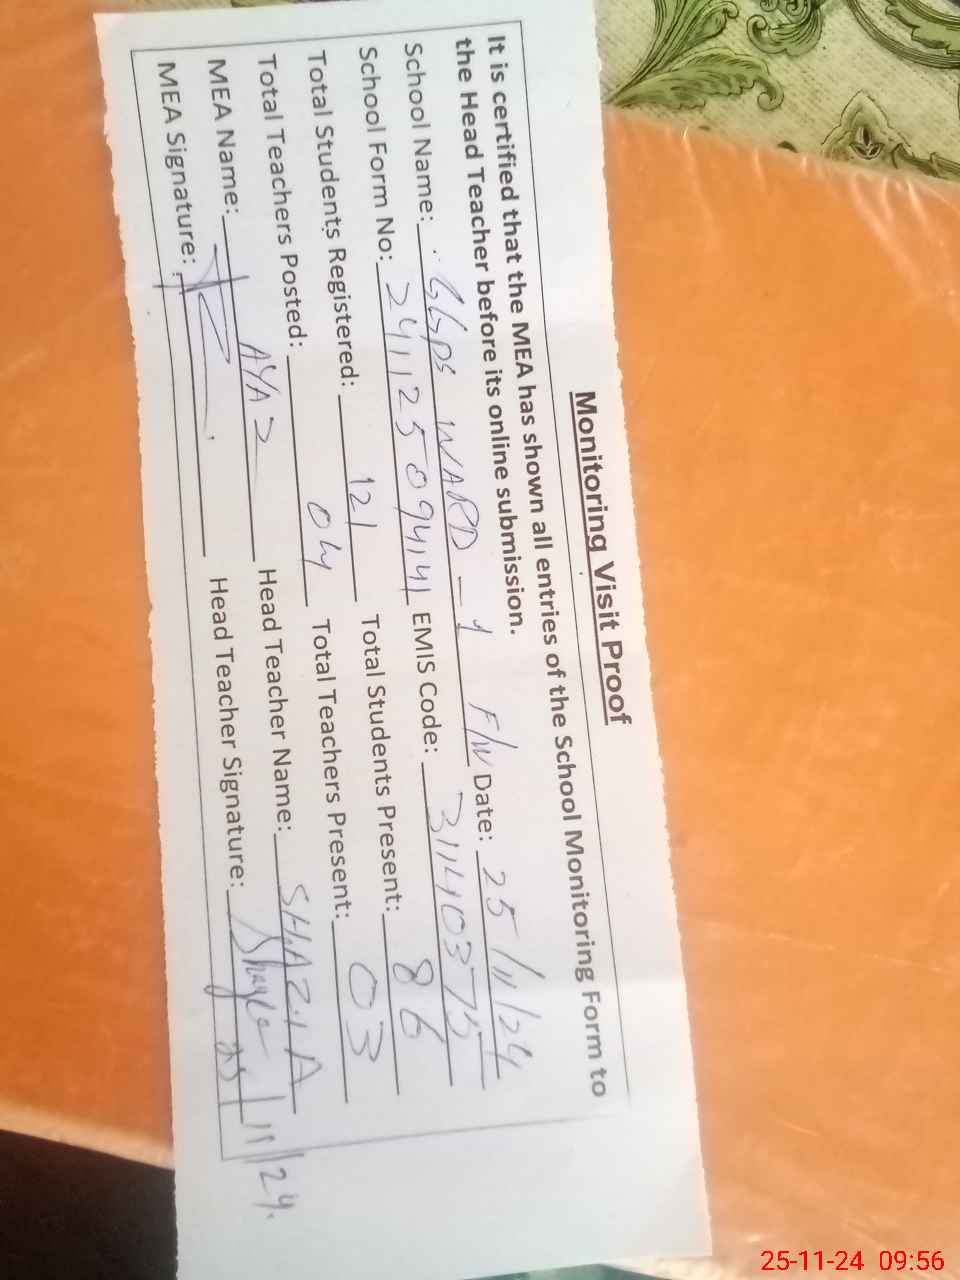 Monitoring Visit Proof
It is certified that the MEA has shown all entries of the School Monitoring Form to
the Head Teacher before its online submission.
School Name: GGPS WARD-1 F/W Date: 25/11/24
School Form No: 241125094141 EMIS Code: 31140375
Total Students Registered: 121 Total Students Present: 86
Total Teachers Posted: 04 Total Teachers Present: 03
MEA Name: AYAZ Head Teacher Name: SHAZIA
MEA Signature: Head Teacher Signature:
25-11-24 09:56